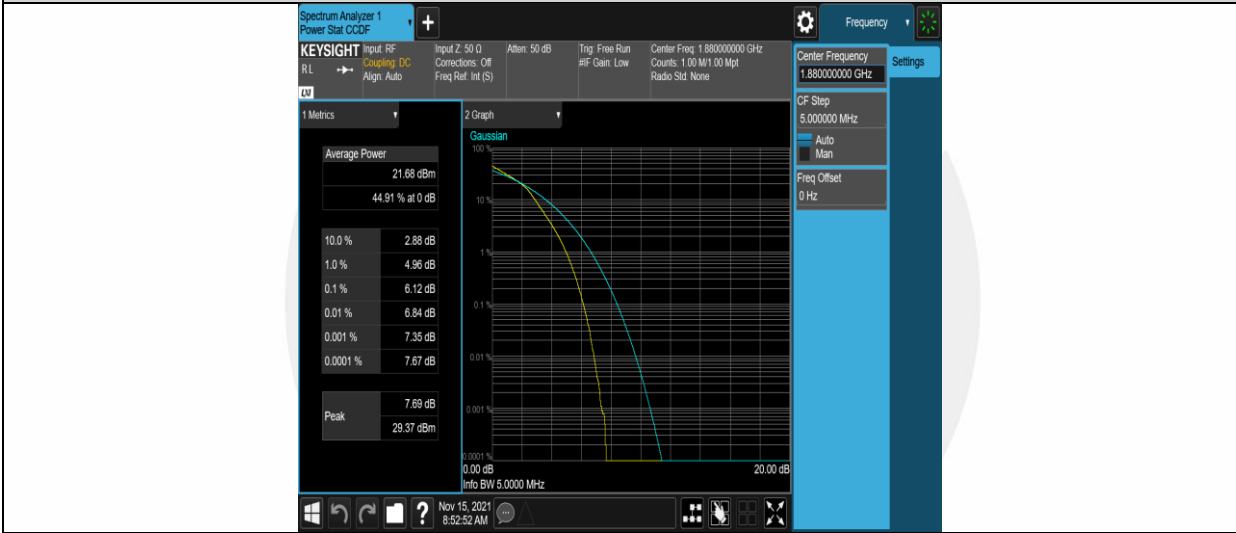 Spectrum Analyzer 1
Power Stat CCDF
+
Frequency
KEYSIGHT
RL
LXI
Input: RF
Coupling: DC
Align: Auto
Input Z: 50 Ω
Corrections: Off
Freq Ref: Int (S)
Atten: 50 dB
Trig: Free Run
#IF Gain: Low
Center Freq: 1.880000000 GHz
Counts: 1.00 M/1.00 Mpt
Radio Std: None
Center Frequency
1.880000000 GHz
Settings
CF Step
5.000000 MHz
Auto
Man
Freq Offset
0 Hz
1 Metrics
Average Power
21.68 dBm
44.91 % at 0 dB
10.0 % 2.88 dB
1.0 % 4.96 dB
0.1 % 6.12 dB
0.01 % 6.84 dB
0.001 % 7.35 dB
0.0001 % 7.67 dB
Peak
7.69 dB
29.37 dBm
2 Graph
Gaussian
100 %
10 %
1 %
0.1 %
0.01 %
0.001 %
0.0001 %
0.00 dB
20.00 dB
Info BW 5.0000 MHz
?
Nov 15, 2021
8:52:52 AM